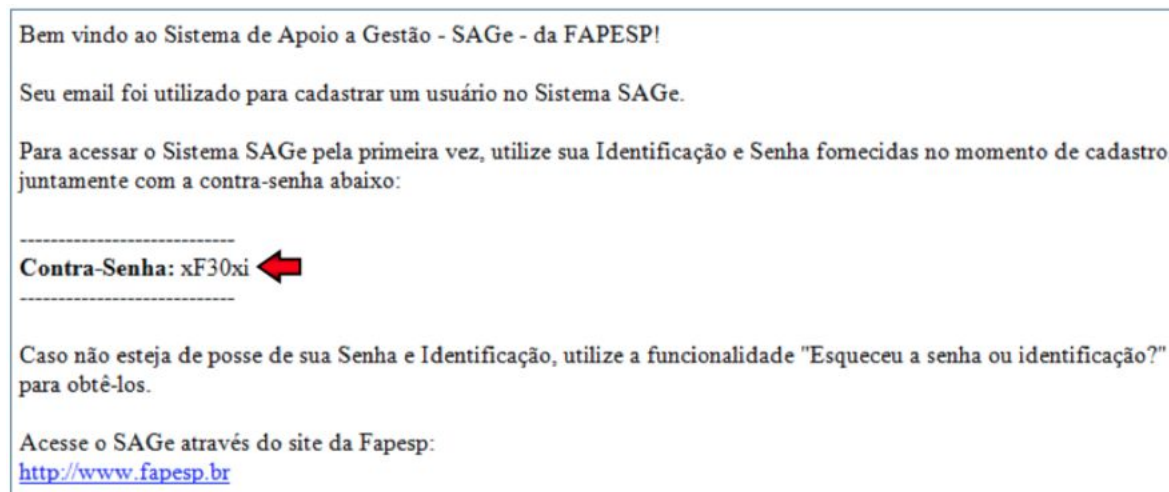 Bem vindo ao Sistema de Apoio a Gestão - SAGe - da FAPESP!
Seu email foi utilizado para cadastrar um usuário no Sistema SAGe.
Para acessar o Sistema SAGe pela primeira vez, utilize sua Identificação e Senha fornecidas no momento de cadastro,
juntamente com a contra-senha abaixo:
----------------------------
Contra-Senha: xF30xi
----------------------------
Caso não esteja de posse de sua Senha e Identificação, utilize a funcionalidade "Esqueceu a senha ou identificação?"
para obtê-los.
Acesse o SAGe através do site da Fapesp:
http://www.fapesp.br